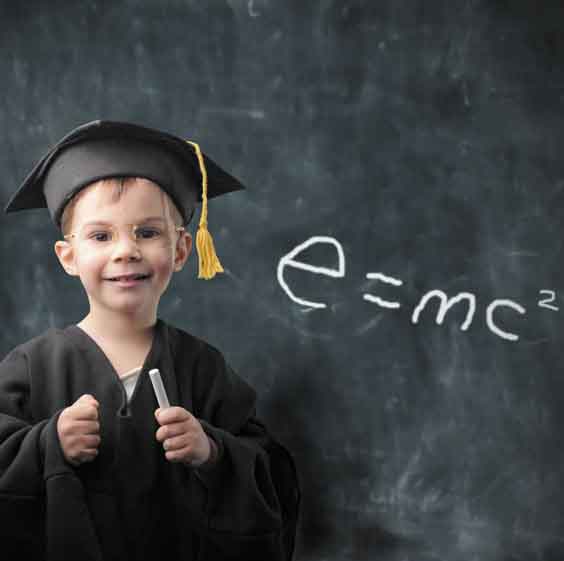 e = mc²